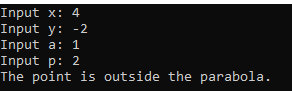 Input x: 4
Input y: -2
Input a: 1
Input p: 2
The point is outside the parabola.